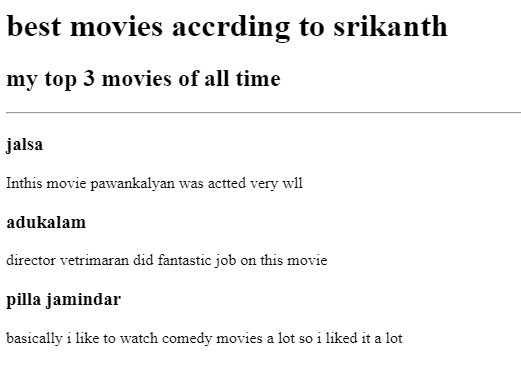 best movies accrding to srikanth
my top 3 movies of all time
jalsa
Inthis movie pawankalyan was actted very wll
adukalam
director vetrimaran did fantastic job on this movie
pilla jamindar
basically i like to watch comedy movies a lot so i liked it a lot